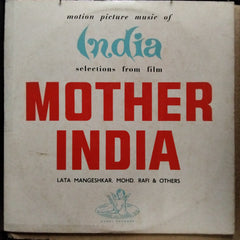 motion picture music of
India
selections from film
MOTHER
INDIA
LATA MANGESHKAR, MOHD. RAFI & OTHERS